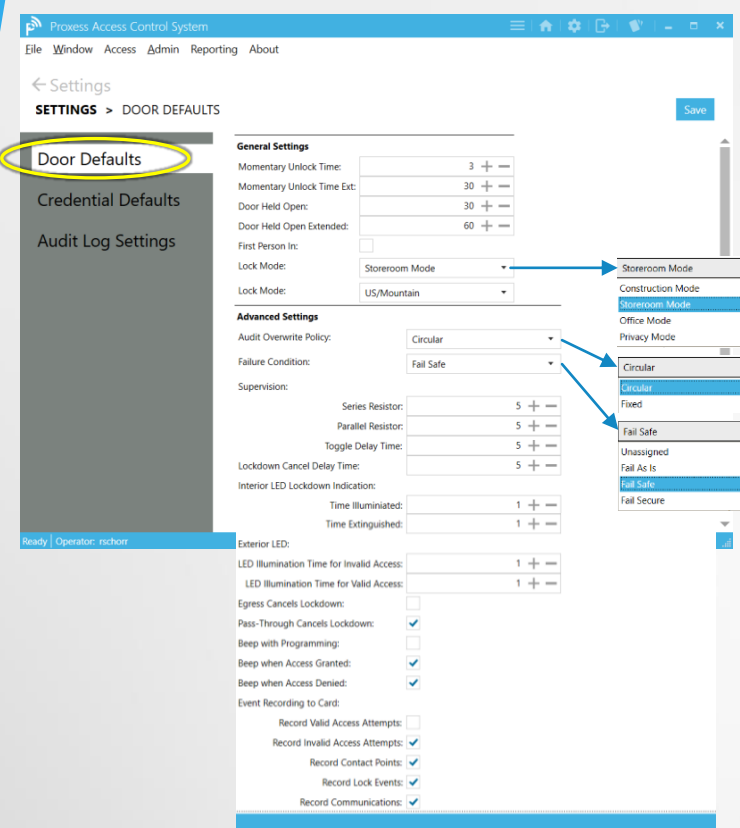 Proxess Access Control System
File Window Access Admin Reporting About
Settings
SETTINGS > DOOR DEFAULTS
Save
Door Defaults
Credential Defaults
Audit Log Settings
General Settings
Momentary Unlock Time: 3
Momentary Unlock Time Ext: 30
Door Held Open: 30
Door Held Open Extended: 60
First Person In:
Lock Mode: Storeroom Mode
Lock Mode: US/Mountain
Advanced Settings
Audit Overwrite Policy: Circular
Failure Condition: Fail Safe
Supervision:
Series Resistor: 5
Parallel Resistor: 5
Toggle Delay Time: 5
Lockdown Cancel Delay Time: 5
Interior LED Lockdown Indication:
Time Illuminiated: 1
Time Extinguished: 1
Exterior LED:
LED Illumination Time for Invalid Access: 1
LED Illumination Time for Valid Access: 1
Egress Cancels Lockdown:
Pass-Through Cancels Lockdown:
Beep with Programming:
Beep when Access Granted:
Beep when Access Denied:
Event Recording to Card:
Record Valid Access Attempts:
Record Invalid Access Attempts:
Record Contact Points:
Record Lock Events:
Record Communications:
Storeroom Mode
Construction Mode
Storeroom Mode
Office Mode
Privacy Mode
Circular
Circular
Fixed
Fail Safe
Unassigned
Fail As Is
Fail Safe
Fail Secure
Ready Operator: rschorr